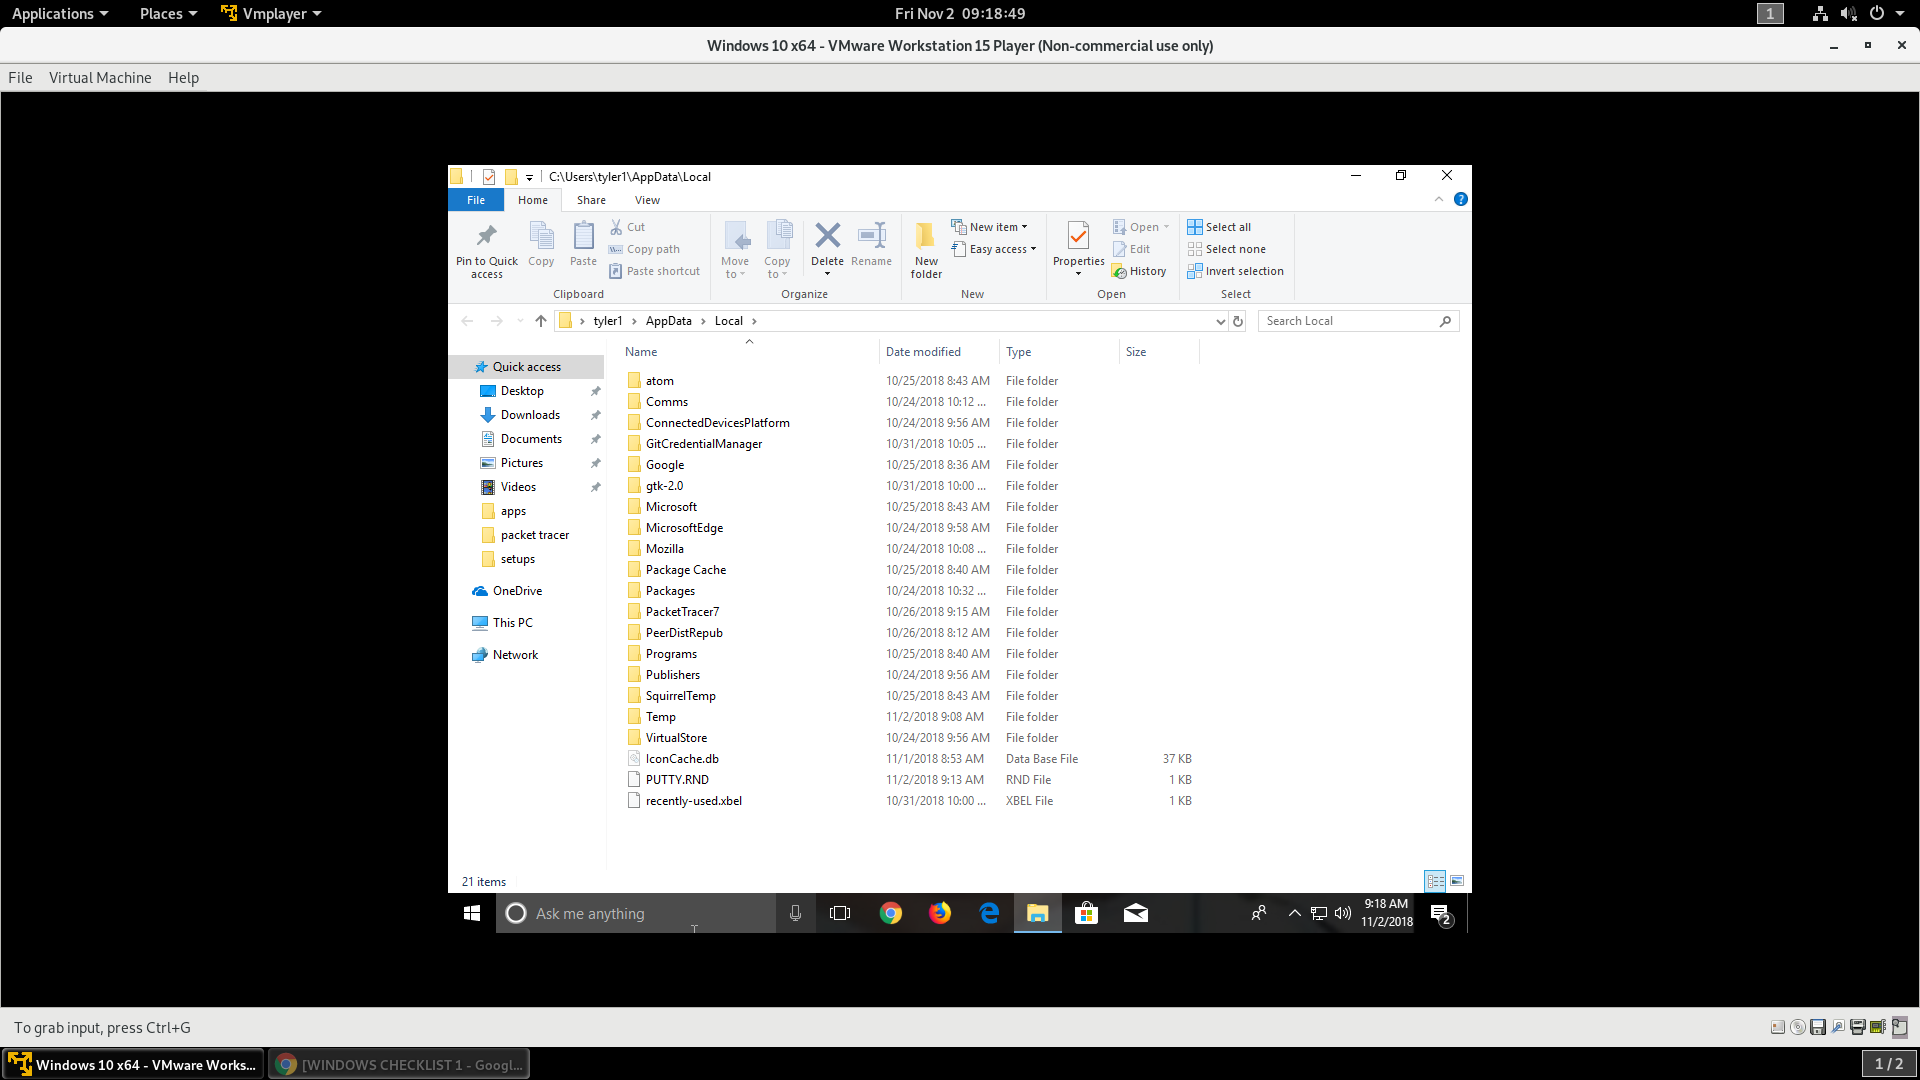 Applications Places Vmplayer Fri Nov 2 09:18:49 1
Windows 10 x64 - VMware Workstation 15 Player (Non-commercial use only)
File Virtual Machine Help
C:\Users\tyler1\AppData\Local
File Home Share View
Pin to Quick access
Copy
Paste
Cut
Copy path
Paste shortcut
Clipboard
Move to
Copy to
Delete
Rename
Organize
New folder
New item
Easy access
New
Properties
Open
Edit
History
Open
Select all
Select none
Invert selection
Select
tyler1 > AppData > Local >
Search Local
Quick access
Desktop
Downloads
Documents
Pictures
Videos
apps
packet tracer
setups
OneDrive
This PC
Network
Name Date modified Type Size
atom 10/25/2018 8:43 AM File folder
Comms 10/24/2018 10:12 ... File folder
ConnectedDevicesPlatform 10/24/2018 9:56 AM File folder
GitCredentialManager 10/31/2018 10:05 ... File folder
Google 10/25/2018 8:36 AM File folder
gtk-2.0 10/31/2018 10:00 ... File folder
Microsoft 10/25/2018 8:43 AM File folder
MicrosoftEdge 10/24/2018 9:58 AM File folder
Mozilla 10/24/2018 10:08 ... File folder
Package Cache 10/25/2018 8:40 AM File folder
Packages 10/24/2018 10:32 ... File folder
PacketTracer7 10/26/2018 9:15 AM File folder
PeerDistRepub 10/26/2018 8:12 AM File folder
Programs 10/25/2018 8:40 AM File folder
Publishers 10/24/2018 9:56 AM File folder
SquirrelTemp 10/25/2018 8:43 AM File folder
Temp 11/2/2018 9:08 AM File folder
VirtualStore 10/24/2018 9:56 AM File folder
IconCache.db 11/1/2018 8:53 AM Data Base File 37 KB
PUTTY.RND 11/2/2018 9:13 AM RND File 1 KB
recently-used.xbel 10/31/2018 10:00 ... XBEL File 1 KB
21 items
Ask me anything
9:18 AM
11/2/2018
2
To grab input, press Ctrl+G
Windows 10 x64 - VMware Works... [WINDOWS CHECKLIST 1 - Googl... 1 / 2